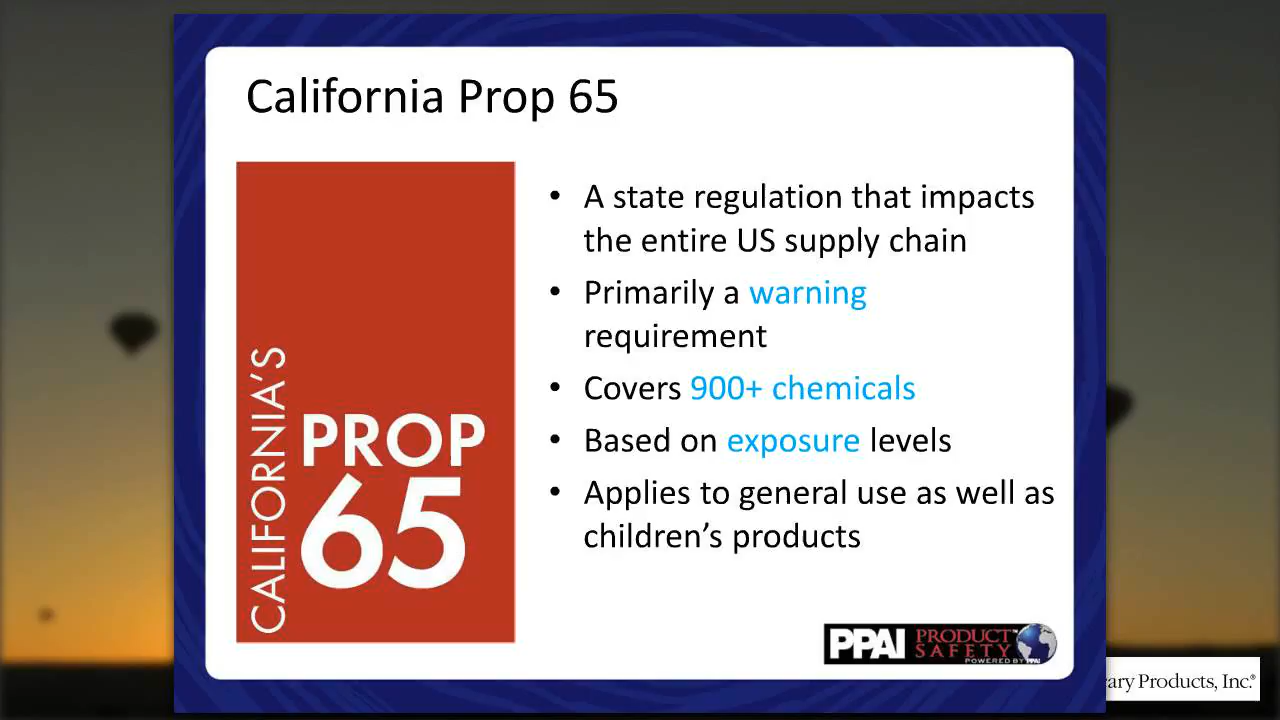 California Prop 65
CALIFORNIA'S
PROP
65
• A state regulation that impacts
the entire US supply chain
• Primarily a warning
requirement
• Covers 900+ chemicals
• Based on exposure levels
• Applies to general use as well as
children's products
PPAI PRODUCT™
SAFETY
POWERED BY PPAI
Products, Inc.®